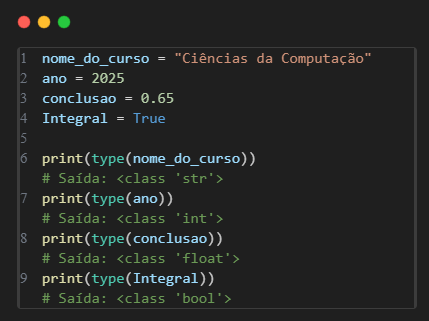 1 nome_do_curso = "Ciências da Computação"
2 ano = 2025
3 conclusao = 0.65
4 Integral = True
5
6 print(type(nome_do_curso))
# Saída: <class 'str'>
7 print(type(ano))
# Saída: <class 'int'>
8 print(type(conclusao))
# Saída: <class 'float'>
9 print(type(Integral))
# Saída: <class 'bool'>